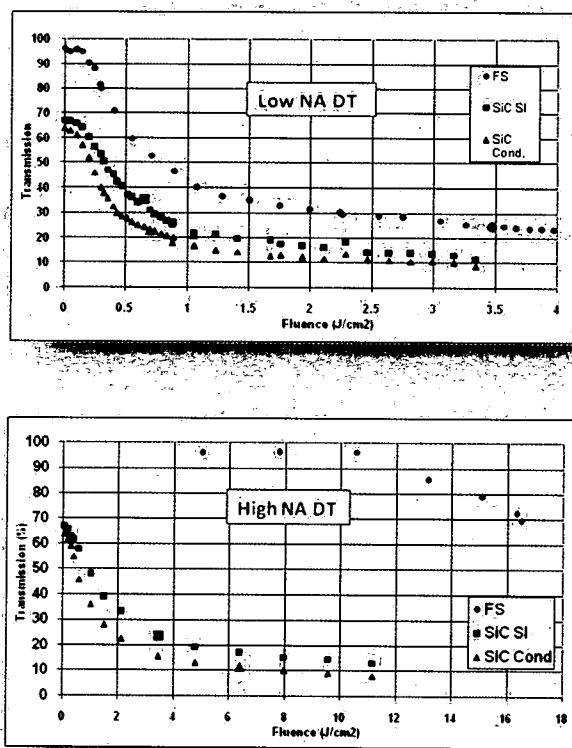 100
90
80
70
60
50
40
30
20
10
0
Transmission
Low NA DT
FS
SiC SI
SiC
Cond.
0 0.5 1 1.5 2 2.5 3 3.5 4
Fluence (J/cm2)
100
90
80
70
60
50
40
30
20
10
0
Transmission (%)
High NA DT
FS
SiC SI
SiC Cond
0 2 4 6 8 10 12 14 16 18
Fluence (J/cm2)